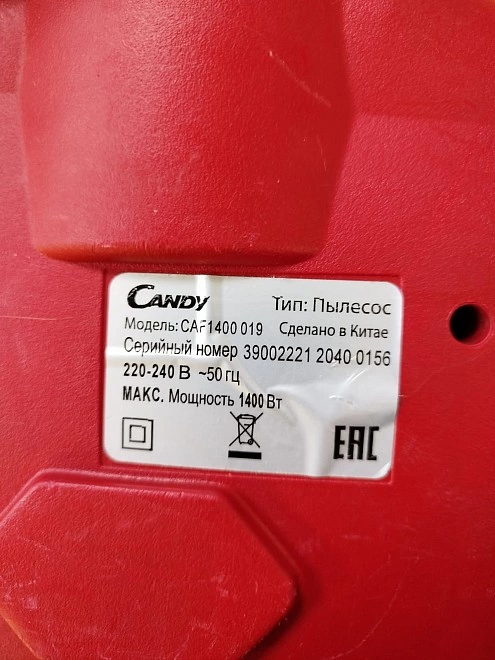 CANDY Тип: Пылесос
Модель: CAF1400 019 Сделано в Китае
Серийный номер 39002221 2040 0156
220-240 В ~50 гц
МАКС. Мощность 1400 Вт
EAC